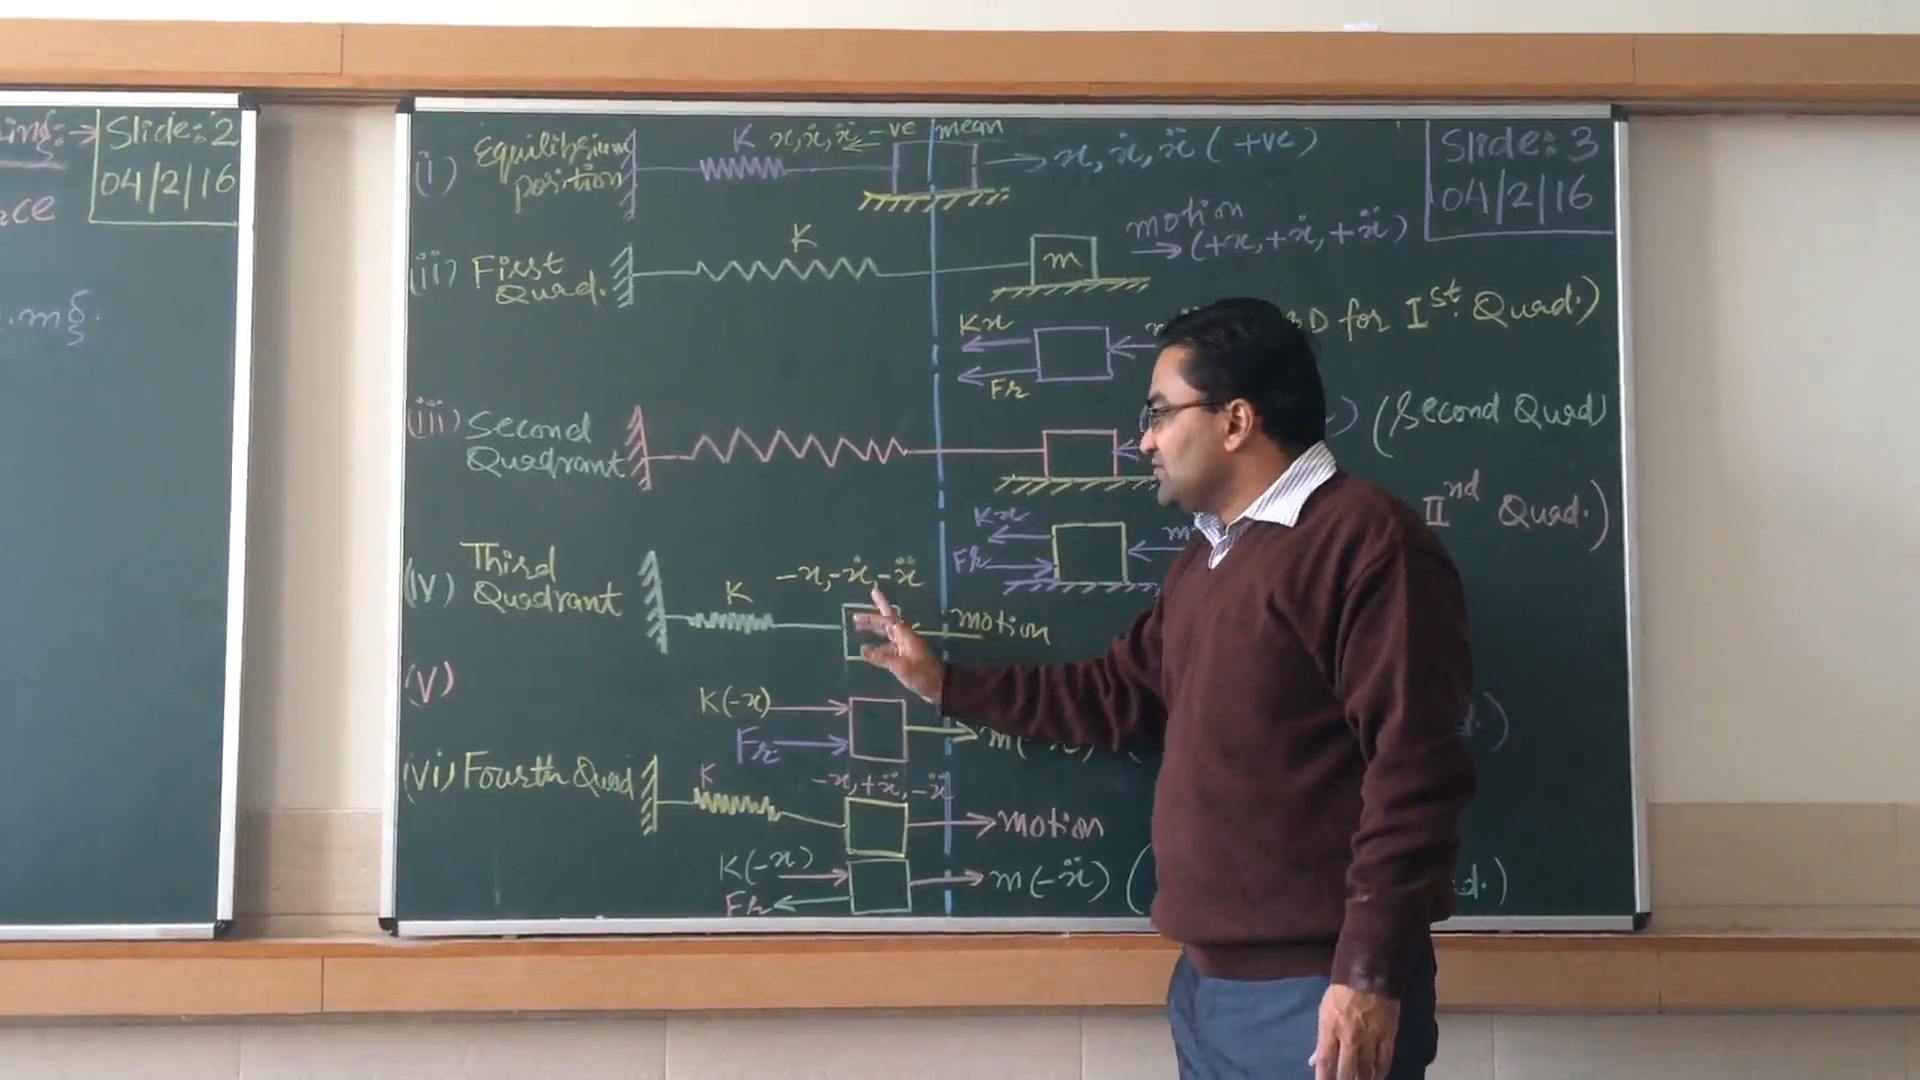 Slide: 2
04/2/16
(i) Equilibrium position K x, ẋ, ẍ -ve mean x, ẋ, ẍ (+ve)
Slide: 3
04/2/16
motion
(+x, +ẋ, +ẍ)
(ii) First Quad. K m
Kx
Fr
D for Ist. Quad.)
(iii) Second Quadrant
) (Second Quad)
Kx
Fr
m
IInd Quad.)
(iv) Third Quadrant K -x, -ẋ, -ẍ motion
(v)
K(-x)
Fr
(vi) Fourth Quad K -x, +ẍ, -ẍ motion
K(-x)
Fr
m(-ẍ) (
d.)